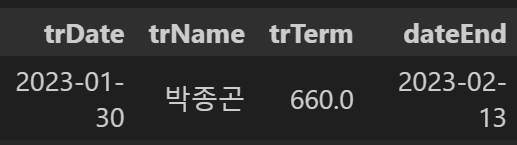 trDate trName trTerm dateEnd
2023-01- 박종곤 660.0 2023-02-
30 13